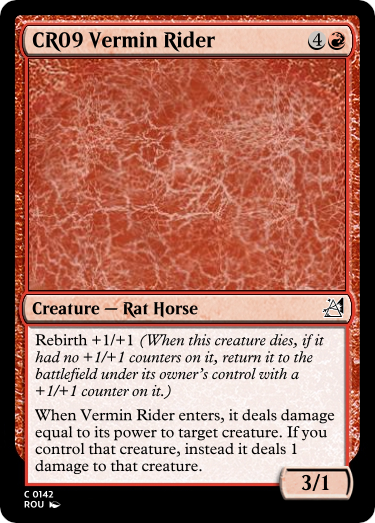 CR09 Vermin Rider 4
Creature — Rat Horse
Rebirth +1/+1 (When this creature dies, if it
had no +1/+1 counters on it, return it to the
battlefield under its owner's control with a
+1/+1 counter on it.)
When Vermin Rider enters, it deals damage
equal to its power to target creature. If you
control that creature, instead it deals 1
damage to that creature.
3/1
C 0142
ROU